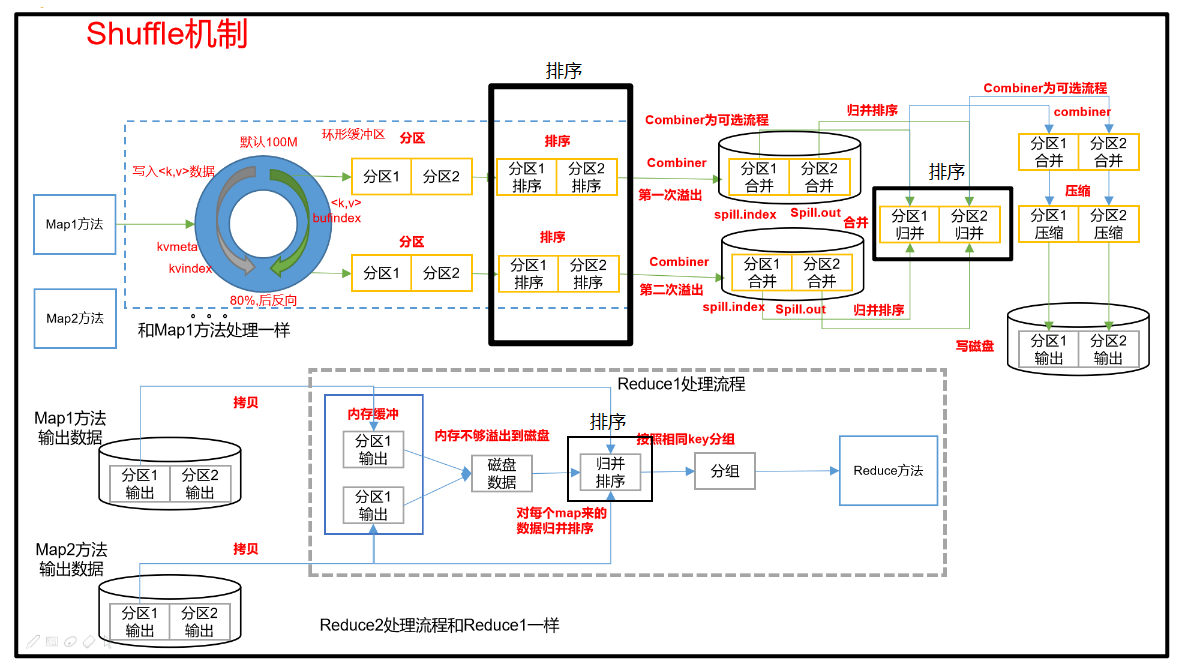 Shuffle机制
排序
Combiner为可选流程
默认100M
环形缓冲区
分区
排序
Combiner为可选流程
归并排序
combiner
写入<k,v>数据
分区1
分区2
分区1
排序
分区2
排序
Combiner
第一次溢出
分区1
合并
分区2
合并
spill.index
Spill.out
分区1
合并
分区2
合并
排序
压缩
Map1方法
<k,v>
bufindex
kvmeta
kvindex
80%,后反向
合并
分区1
归并
分区2
归并
分区1
压缩
分区2
压缩
分区
分区1
分区2
排序
分区1
排序
分区2
排序
Combiner
第二次溢出
分区1
合并
分区2
合并
spill.index
Spill.out
归并排序
Map2方法
。。。
和Map1方法处理一样
写磁盘
分区1
输出
分区2
输出
Reduce1处理流程
Map1方法
输出数据
拷贝
分区1
输出
分区2
输出
内存缓冲
分区1
输出
分区1
输出
内存不够溢出到磁盘
磁盘
数据
排序
归并
排序
对每个map来的
数据归并排序
按照相同key分组
分组
Reduce方法
Map2方法
输出数据
拷贝
分区1
输出
分区2
输出
Reduce2处理流程和Reduce1一样